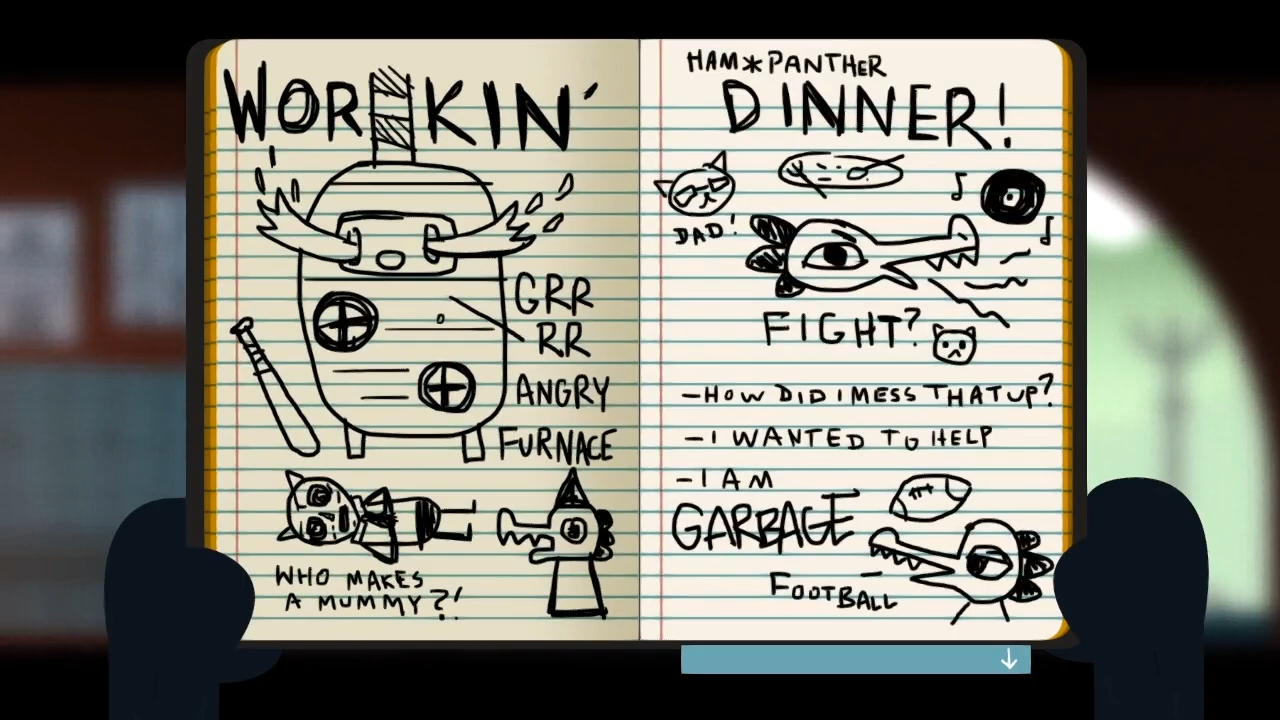 WORKIN'
GRR
RR
ANGRY
FURNACE
WHO MAKES
A MUMMY?!
HAM*PANTHER
DINNER!
DAD!
FIGHT?
-HOW DID I MESS THAT UP?
-I WANTED TO HELP
-I AM
GARBAGE
FOOTBALL